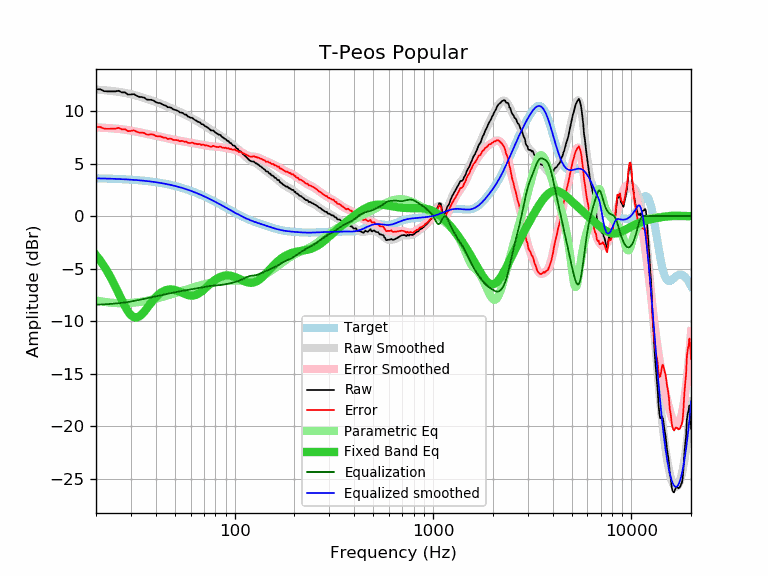 T-Peos Popular
Amplitude (dBr)
10
5
0
−5
−10
−15
−20
−25
Target
Raw Smoothed
Error Smoothed
Raw
Error
Parametric Eq
Fixed Band Eq
Equalization
Equalized smoothed
100 1000 10000
Frequency (Hz)